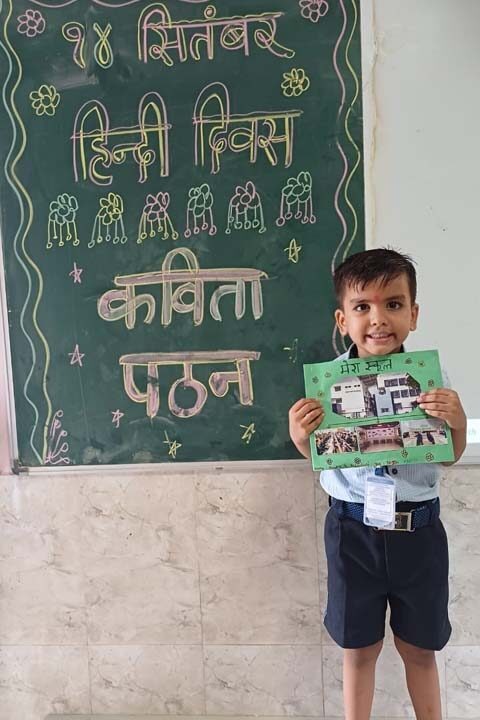 १४ सितंबर
हिन्दी दिवस
कविता
पठन
मेरा स्कूल